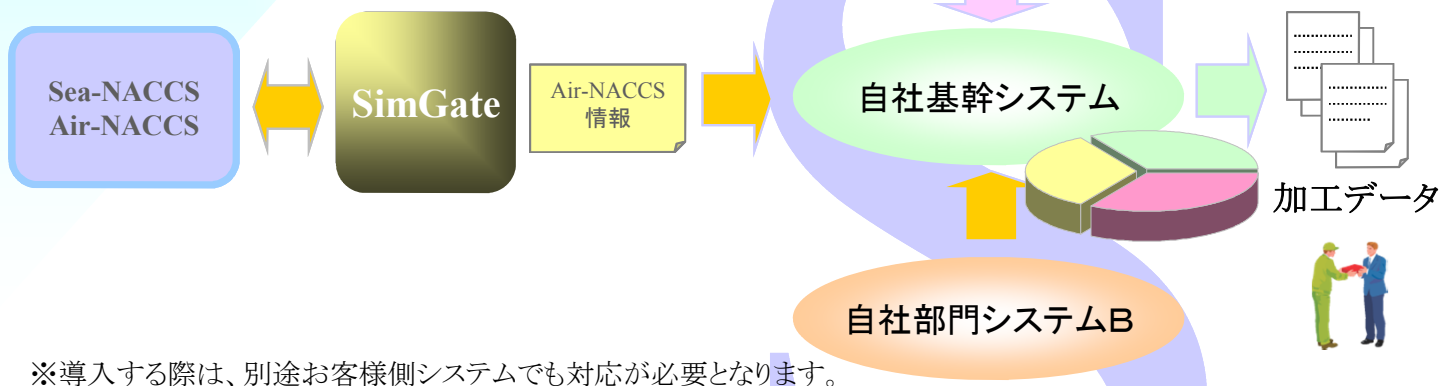 Sea-NACCS
Air-NACCS
SimGate
Air-NACCS
情報
自社基幹システム
加工データ
自社部門システムB
※導入する際は、別途お客様側システムでも対応が必要となります。